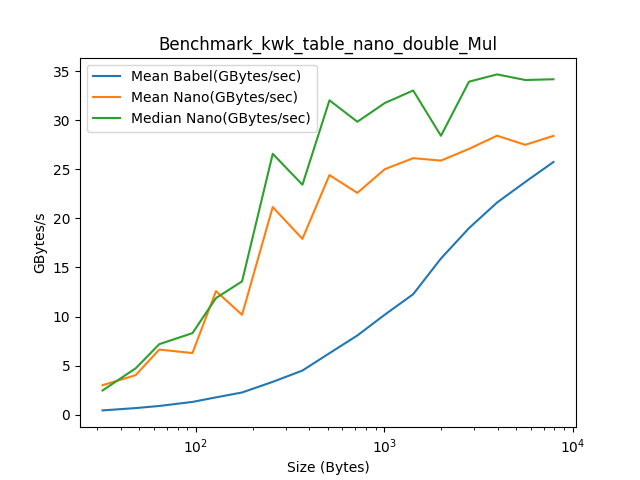 Benchmark_kwk_table_nano_double_Mul
Mean Babel(GBytes/sec)
Mean Nano(GBytes/sec)
Median Nano(GBytes/sec)
35
30
25
20
15
10
5
0
GBytes/s
10²
10³
10⁴
Size (Bytes)